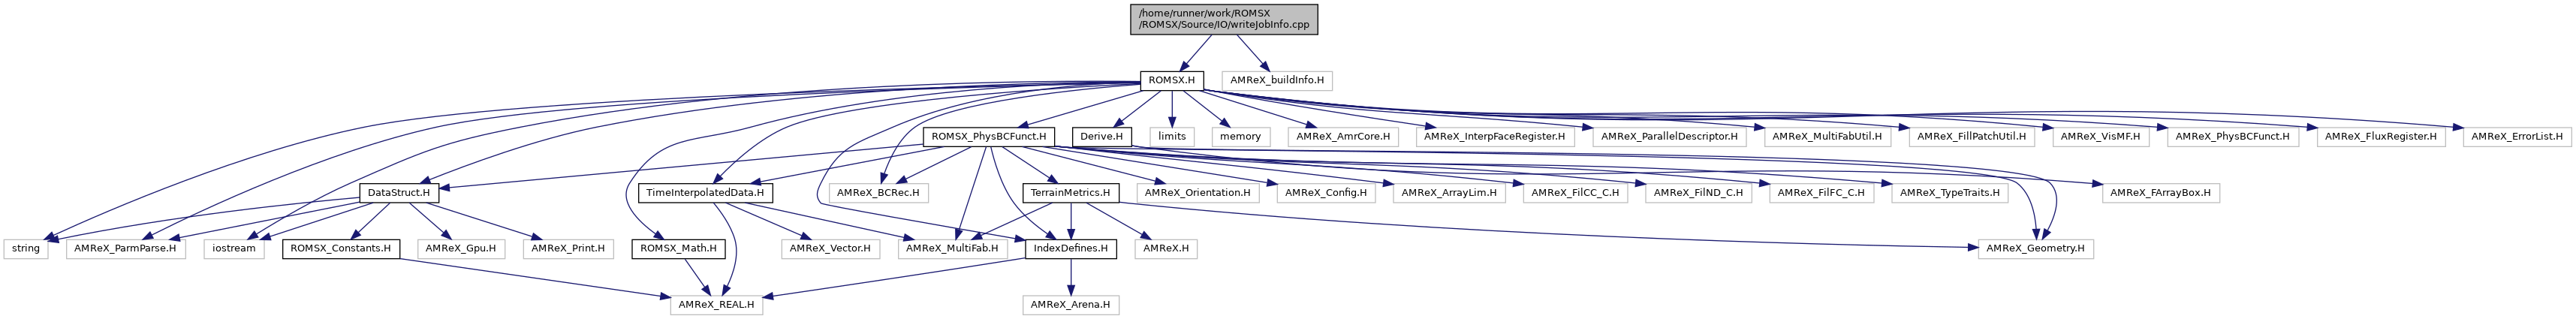 /home/runner/work/ROMSX
/ROMSX/Source/IO/writeJobInfo.cpp
ROMSX.H
AMReX_buildInfo.H
ROMSX_PhysBCFunct.H
Derive.H
limits
memory
AMReX_AmrCore.H
AMReX_InterpFaceRegister.H
AMReX_ParallelDescriptor.H
AMReX_MultiFabUtil.H
AMReX_FillPatchUtil.H
AMReX_VisMF.H
AMReX_PhysBCFunct.H
AMReX_FluxRegister.H
AMReX_ErrorList.H
DataStruct.H
TimeInterpolatedData.H
AMReX_BCRec.H
TerrainMetrics.H
AMReX_Orientation.H
AMReX_Config.H
AMReX_ArrayLim.H
AMReX_FilCC_C.H
AMReX_FilND_C.H
AMReX_FilFC_C.H
AMReX_TypeTraits.H
AMReX_FArrayBox.H
string
AMReX_ParmParse.H
iostream
ROMSX_Constants.H
AMReX_Gpu.H
AMReX_Print.H
ROMSX_Math.H
AMReX_Vector.H
AMReX_MultiFab.H
IndexDefines.H
AMReX.H
AMReX_Geometry.H
AMReX_REAL.H
AMReX_Arena.H